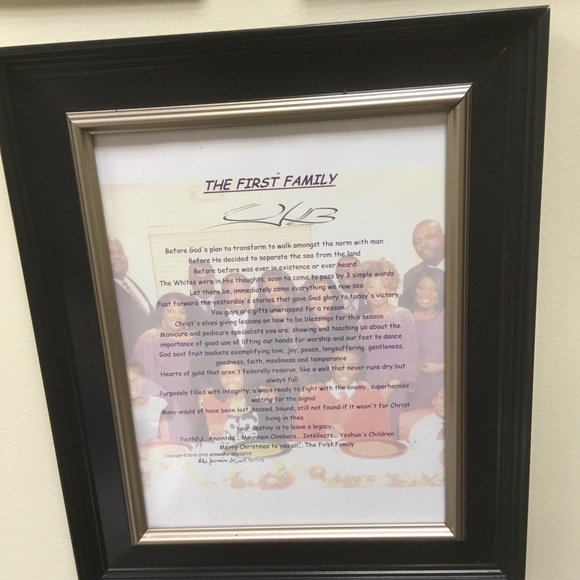 THE FIRST FAMILY
Before God's plan to transform to walk amongst the norm with man
Before He decided to separate the sea from the land
Before before was ever in existence or ever heard
The Whites were in His thoughts, soon to come to pass by 3 simple words
Let there be, immediately came everything we now see
Fast forward the yesterday's stories that gave God glory to today's victory
You guys are gifts unwrapped for a reason
Christ's elves giving lessons on how to be blessings for this season
Manicure and pedicure specialists you are, showing and teaching us about the
importance of good use of lifting our hands for worship and our feet to dance
God sent fruit baskets exemplifying love, joy, peace, longsuffering, gentleness,
goodness, faith, meekness and temperance
Hearts of gold that aren't federally reserve, like a well that never runs dry but
always full
Purposely filled with integrity; always ready to fight with the enemy, superheroes
waiting for the signal
Many would of have been lost, tossed, bound, still not found if it wasn't for Christ
living in thee
Your destiny is to leave a legacy
Faithful... Anointed... Mountain Climbers... Intellects... Yeshua's Children
Merry Christmas to you all... The First Family
Copyright ©2016 OTIS